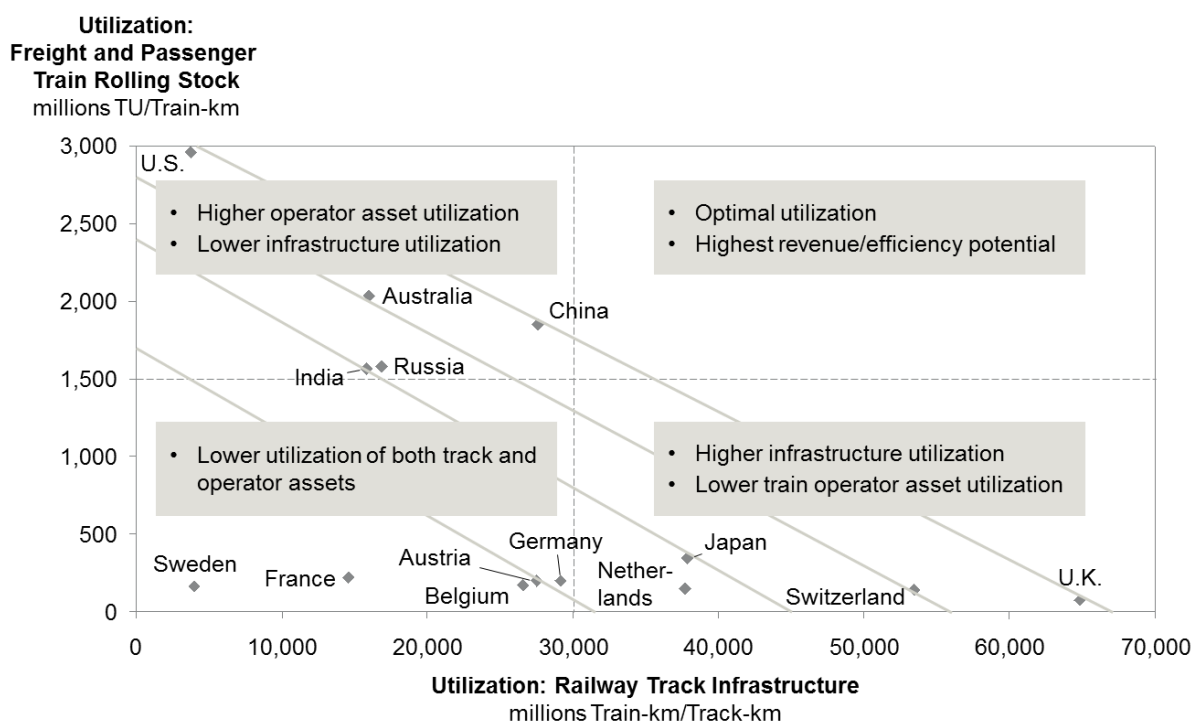 Utilization:
Freight and Passenger
Train Rolling Stock
millions TU/Train-km
3,000
U.S.
• Higher operator asset utilization
• Lower infrastructure utilization
• Optimal utilization
• Highest revenue/efficiency potential
2,500
2,000
Australia
China
India
Russia
1,500
• Lower utilization of both track and
operator assets
• Higher infrastructure utilization
• Lower train operator asset utilization
1,000
500
Sweden
France
Austria
Belgium
Germany
Nether-
lands
Japan
Switzerland
U.K.
0
0 10,000 20,000 30,000 40,000 50,000 60,000 70,000
Utilization: Railway Track Infrastructure
millions Train-km/Track-km